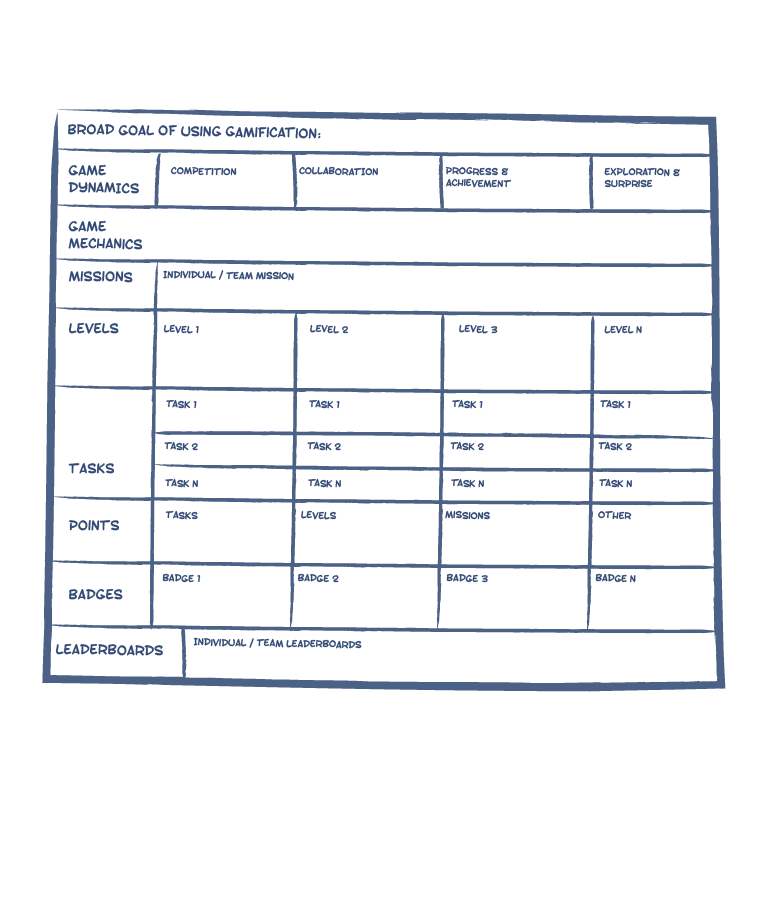 BROAD GOAL OF USING GAMIFICATION:
GAME
DYNAMICS
COMPETITION
COLLABORATION
PROGRESS &
ACHIEVEMENT
EXPLORATION &
SURPRISE
GAME
MECHANICS
MISSIONS
INDIVIDUAL / TEAM MISSION
LEVELS
LEVEL 1
LEVEL 2
LEVEL 3
LEVEL N
TASKS
TASK 1
TASK 1
TASK 1
TASK 1
TASK 2
TASK 2
TASK 2
TASK 2
TASK N
TASK N
TASK N
TASK N
POINTS
TASKS
LEVELS
MISSIONS
OTHER
BADGES
BADGE 1
BADGE 2
BADGE 3
BADGE N
LEADERBOARDS
INDIVIDUAL / TEAM LEADERBOARDS